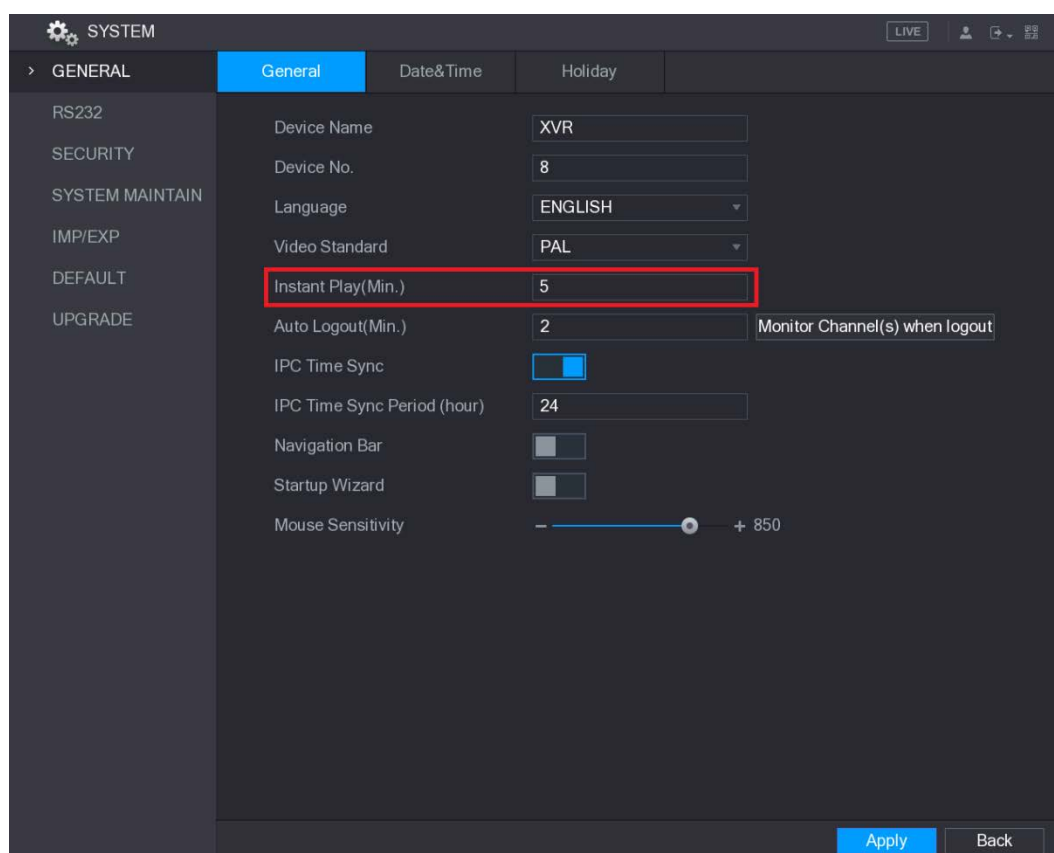 SYSTEM LIVE
GENERAL
General Date&Time Holiday
RS232
SECURITY
SYSTEM MAINTAIN
IMP/EXP
DEFAULT
UPGRADE
Device Name XVR
Device No. 8
Language ENGLISH
Video Standard PAL
Instant Play(Min.) 5
Auto Logout(Min.) 2 Monitor Channel(s) when logout
IPC Time Sync
IPC Time Sync Period (hour) 24
Navigation Bar
Startup Wizard
Mouse Sensitivity − + 850
Apply Back